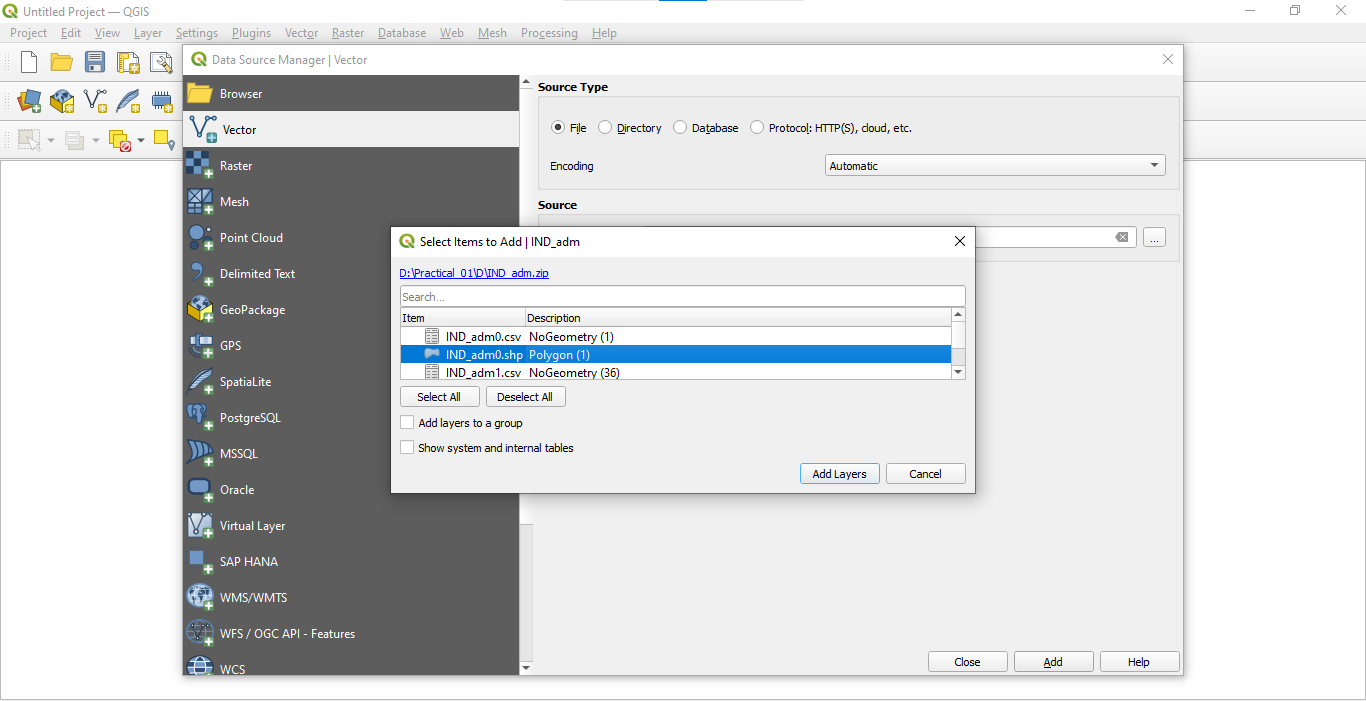 Untitled Project — QGIS
Project Edit View Layer Settings Plugins Vector Raster Database Web Mesh Processing Help
Data Source Manager | Vector
Browser
Vector
Raster
Mesh
Point Cloud
Delimited Text
GeoPackage
GPS
SpatiaLite
PostgreSQL
MSSQL
Oracle
Virtual Layer
SAP HANA
WMS/WMTS
WFS / OGC API - Features
WCS
Source Type
File Directory Database Protocol: HTTP(S), cloud, etc.
Encoding Automatic
Source
...
Select Items to Add | IND_adm
D:\Practical_01\D\IND_adm.zip
Search...
Item Description
IND_adm0.csv NoGeometry (1)
IND_adm0.shp Polygon (1)
IND_adm1.csv NoGeometry (36)
Select All Deselect All
Add layers to a group
Show system and internal tables
Add Layers Cancel
Close Add Help